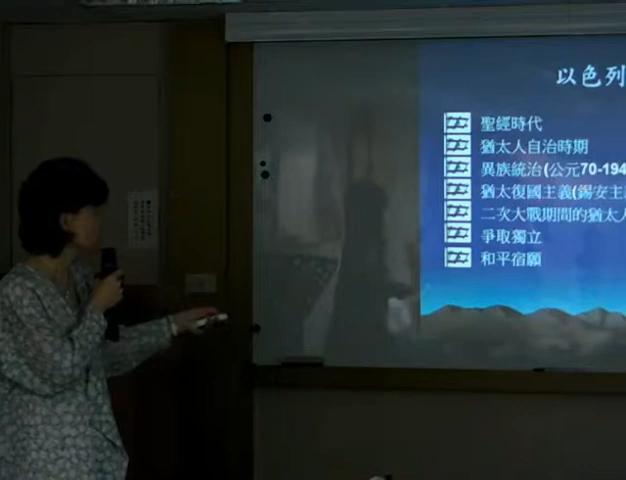 以色列
聖經時代
猶太人自治時期
異族統治(公元70-194
猶太復國主義(錫安主
二次大戰期間的猶太人
爭取獨立
和平宿願